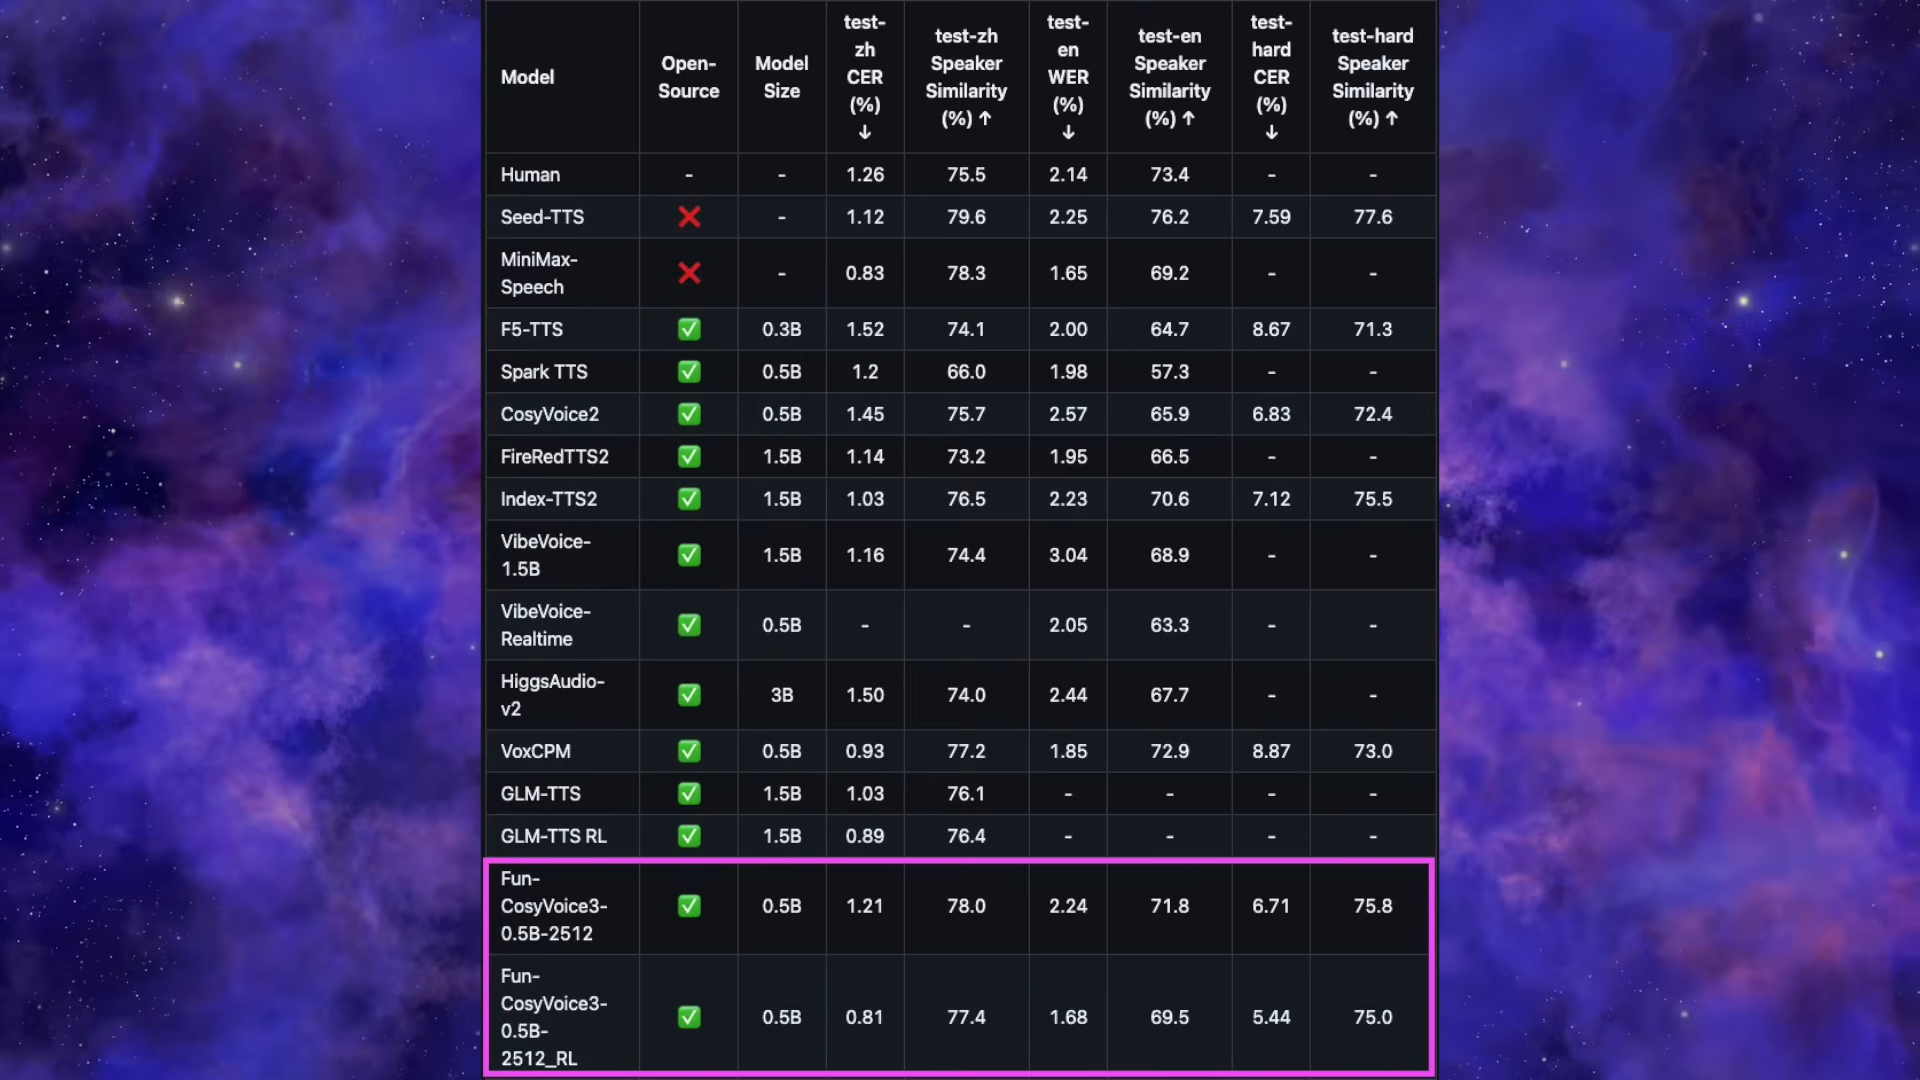 Model Open-Source Model Size test-zh CER (%) ↓ test-zh Speaker Similarity (%) ↑ test-en WER (%) ↓ test-en Speaker Similarity (%) ↑ test-hard CER (%) ↓ test-hard Speaker Similarity (%) ↑
Human - - 1.26 75.5 2.14 73.4 - -
Seed-TTS ❌ - 1.12 79.6 2.25 76.2 7.59 77.6
MiniMax-Speech ❌ - 0.83 78.3 1.65 69.2 - -
F5-TTS ✅ 0.3B 1.52 74.1 2.00 64.7 8.67 71.3
Spark TTS ✅ 0.5B 1.2 66.0 1.98 57.3 - -
CosyVoice2 ✅ 0.5B 1.45 75.7 2.57 65.9 6.83 72.4
FireRedTTS2 ✅ 1.5B 1.14 73.2 1.95 66.5 - -
Index-TTS2 ✅ 1.5B 1.03 76.5 2.23 70.6 7.12 75.5
VibeVoice-1.5B ✅ 1.5B 1.16 74.4 3.04 68.9 - -
VibeVoice-Realtime ✅ 0.5B - - 2.05 63.3 - -
HiggsAudio-v2 ✅ 3B 1.50 74.0 2.44 67.7 - -
VoxCPM ✅ 0.5B 0.93 77.2 1.85 72.9 8.87 73.0
GLM-TTS ✅ 1.5B 1.03 76.1 - - - -
GLM-TTS RL ✅ 1.5B 0.89 76.4 - - - -
Fun-CosyVoice3-0.5B-2512 ✅ 0.5B 1.21 78.0 2.24 71.8 6.71 75.8
Fun-CosyVoice3-0.5B-2512_RL ✅ 0.5B 0.81 77.4 1.68 69.5 5.44 75.0